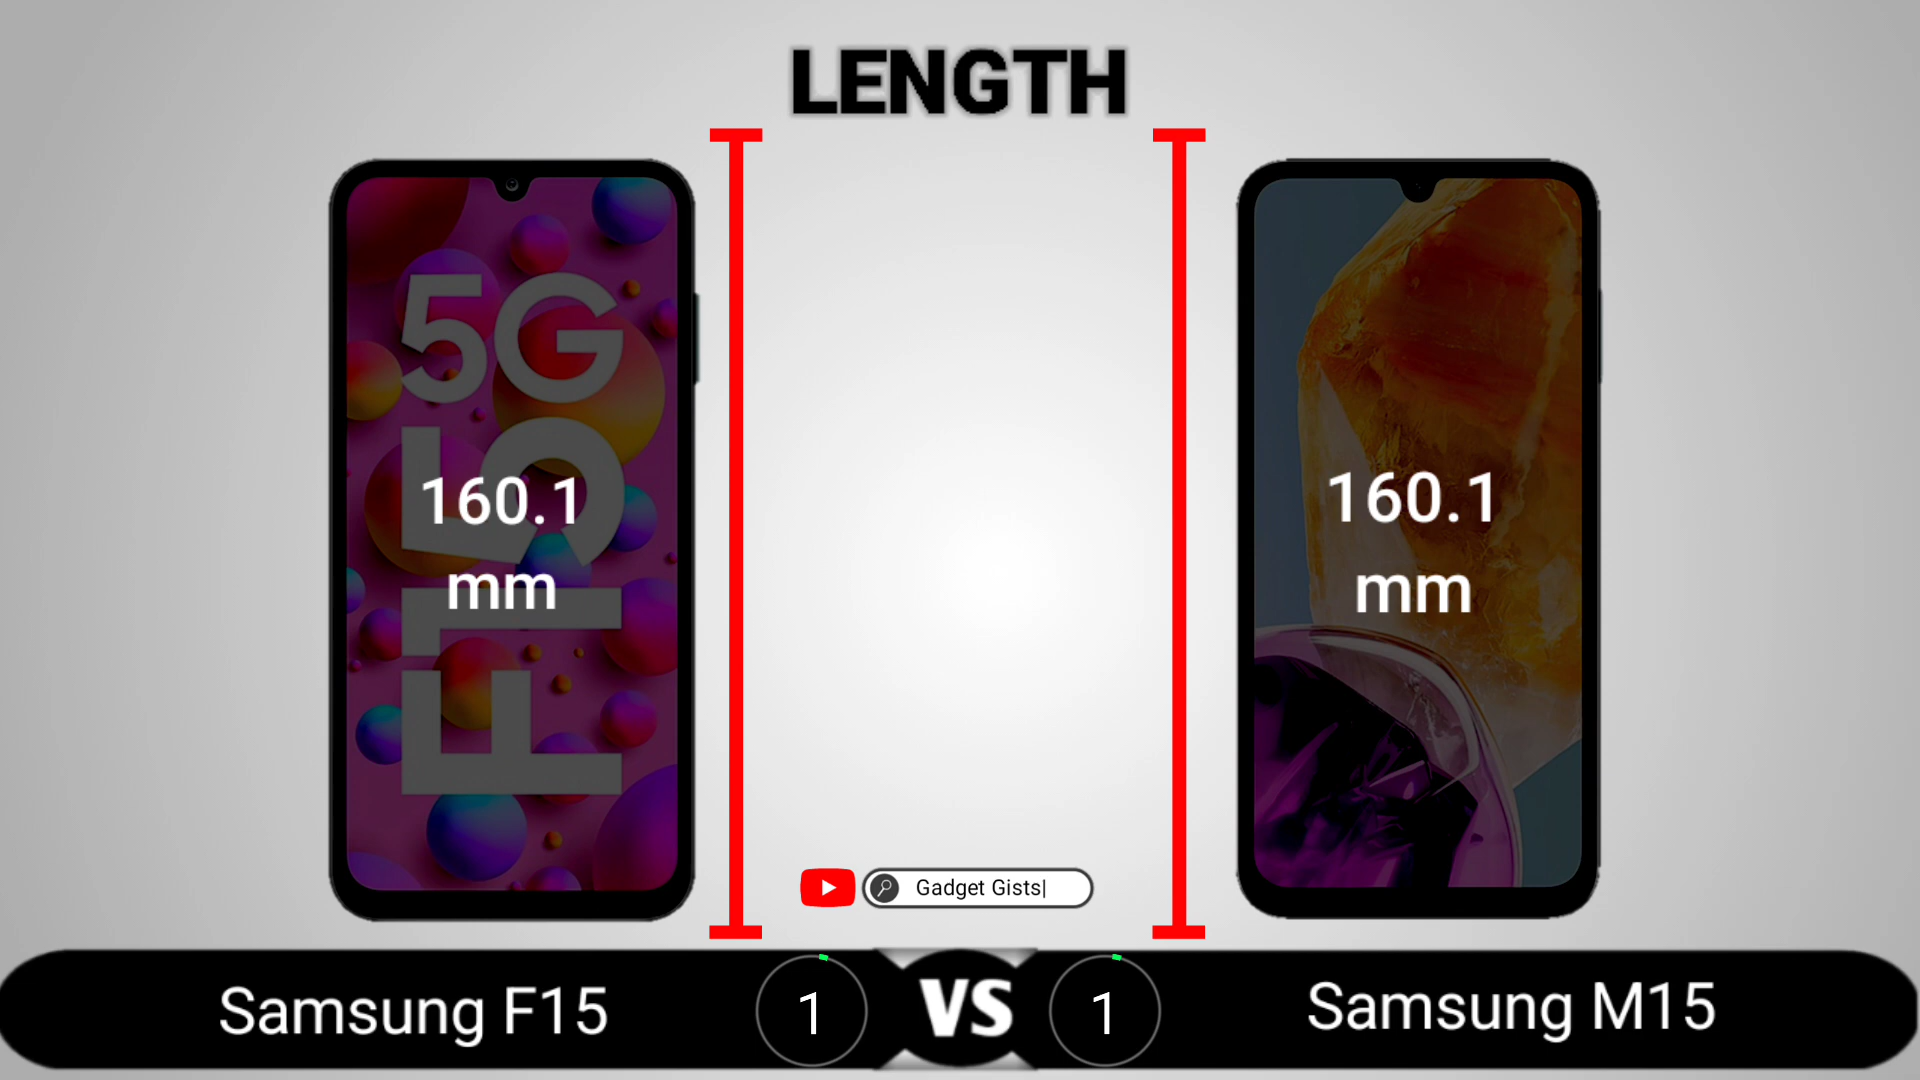 LENGTH
5G
F15
160.1
mm
160.1
mm
Gadget Gists|
Samsung F15
1
VS
1
Samsung M15